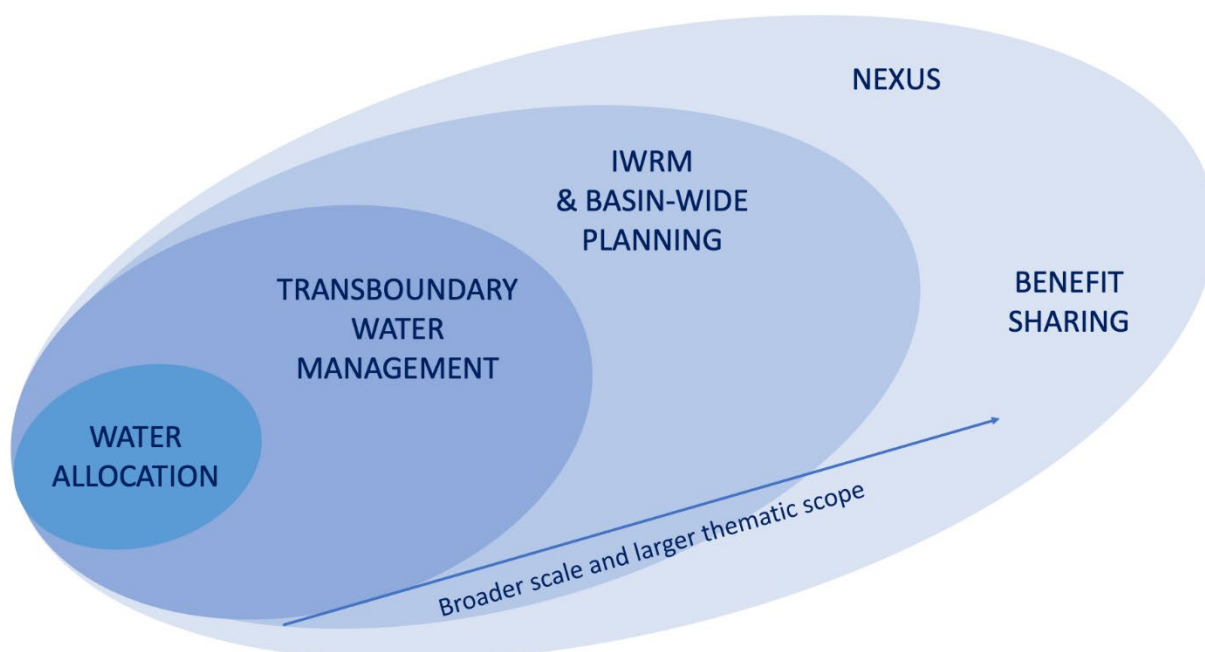 NEXUS
IWRM
& BASIN-WIDE
PLANNING
TRANSBOUNDARY
WATER
MANAGEMENT
BENEFIT
SHARING
WATER
ALLOCATION
Broader scale and larger thematic scope